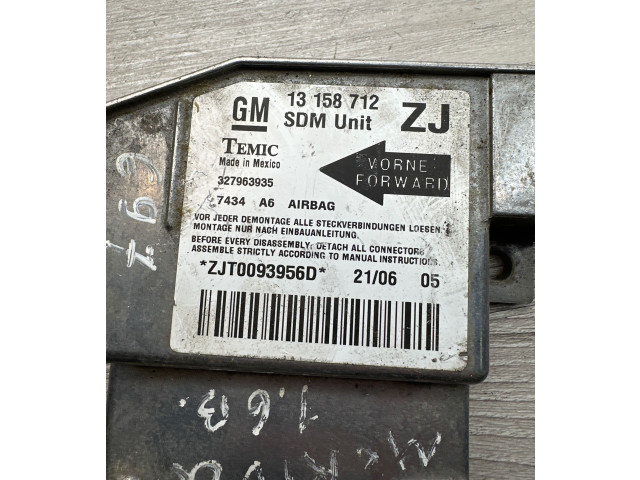 GM 13 158 712 ZJ
SDM Unit
TEMIC
Made in Mexico
VORNE
FORWARD
327963935
7434 A6 AIRBAG
VOR JEDER DEMONTAGE ALLE STECKVERBINDUNGEN LOESEN.
MONTAGE NUR NACH EINBAUANLEITUNG.
BEFORE EVERY DISASSEMBLY: DETACH ALL CONNECTORS
ASSEMBLE STRICTLY ACCORDING TO MANUAL INSTRUCTIONS.
*ZJT0093956D* 21/06 05
1.6B.